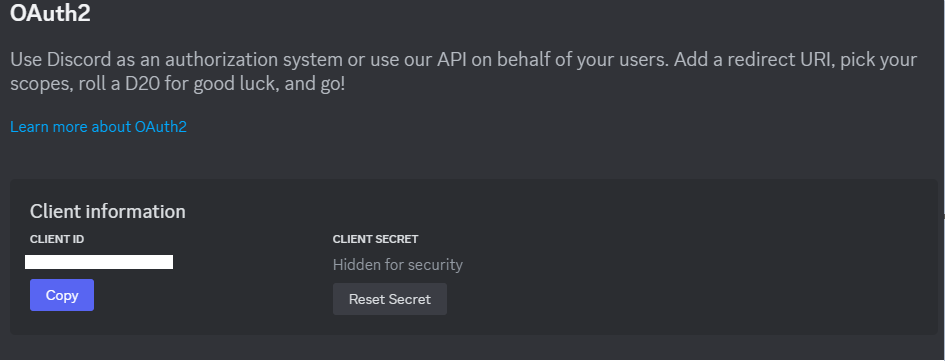 OAuth2
Use Discord as an authorization system or use our API on behalf of your users. Add a redirect URI, pick your
scopes, roll a D20 for good luck, and go!
Learn more about OAuth2
Client information
CLIENT ID
CLIENT SECRET
Hidden for security
Copy
Reset Secret